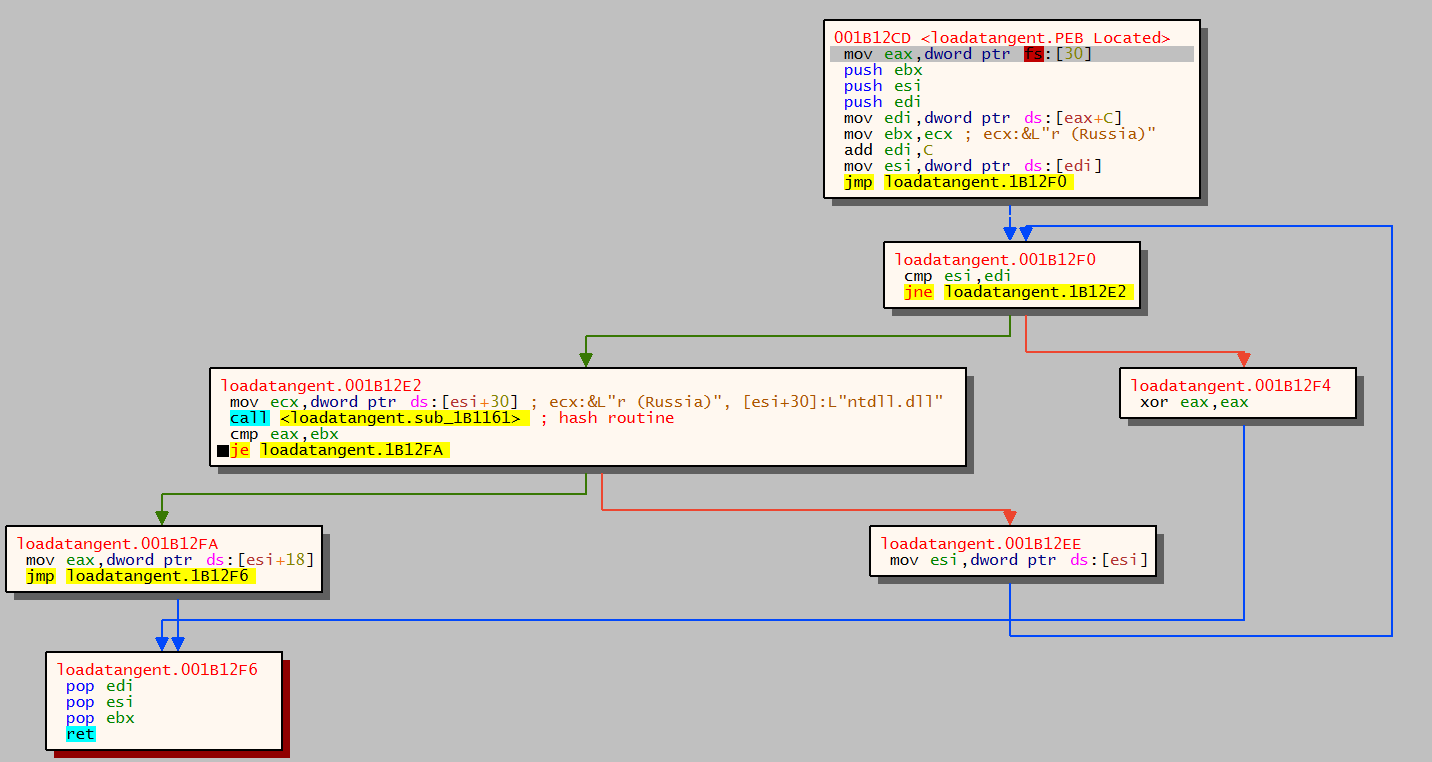 001B12CD <loadatangent.PEB Located>
mov eax,dword ptr fs:[30]
push ebx
push esi
push edi
mov edi,dword ptr ds:[eax+C]
mov ebx,ecx ; ecx:&L"r (Russia)"
add edi,C
mov esi,dword ptr ds:[edi]
jmp loadatangent.1B12F0
loadatangent.001B12F0
cmp esi,edi
jne loadatangent.1B12E2
loadatangent.001B12E2
mov ecx,dword ptr ds:[esi+30] ; ecx:&L"r (Russia)", [esi+30]:L"ntdll.dll"
call <loadatangent.sub_1B1161> ; hash routine
cmp eax,ebx
je loadatangent.1B12FA
loadatangent.001B12F4
xor eax,eax
loadatangent.001B12FA
mov eax,dword ptr ds:[esi+18]
jmp loadatangent.1B12F6
loadatangent.001B12EE
mov esi,dword ptr ds:[esi]
loadatangent.001B12F6
pop edi
pop esi
pop ebx
ret